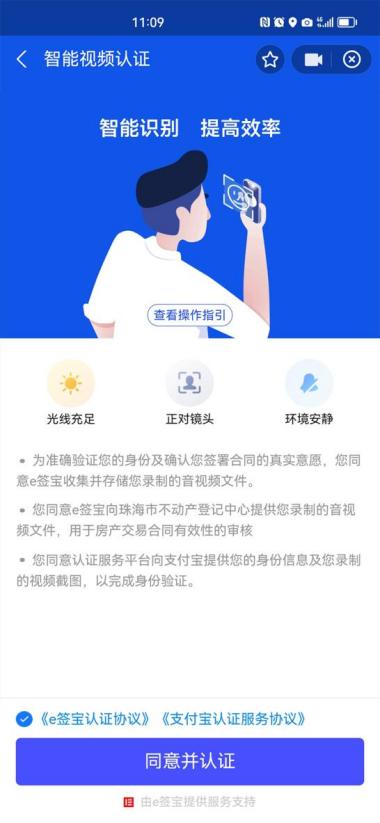 11:09
智能视频认证
智能识别 提高效率
查看操作指引
光线充足 正对镜头 环境安静
• 为准确验证您的身份及确认您签署合同的真实意愿，您同
意e签宝收集并存储您录制的音视频文件。
• 您同意e签宝向珠海市不动产登记中心提供您录制的音视
频文件，用于房产交易合同有效性的审核
• 您同意认证服务平台向支付宝提供您的身份信息及您录制
的视频截图，以完成身份验证。
《e签宝认证协议》《支付宝认证服务协议》
同意并认证
由e签宝提供服务支持